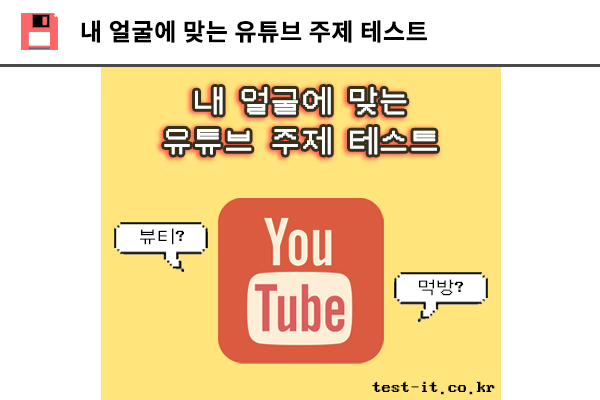 내 얼굴에 맞는 유튜브 주제 테스트
내 얼굴에 맞는
유튜브 주제 테스트
You
Tube
뷰티?
먹방?
test-it.co.kr